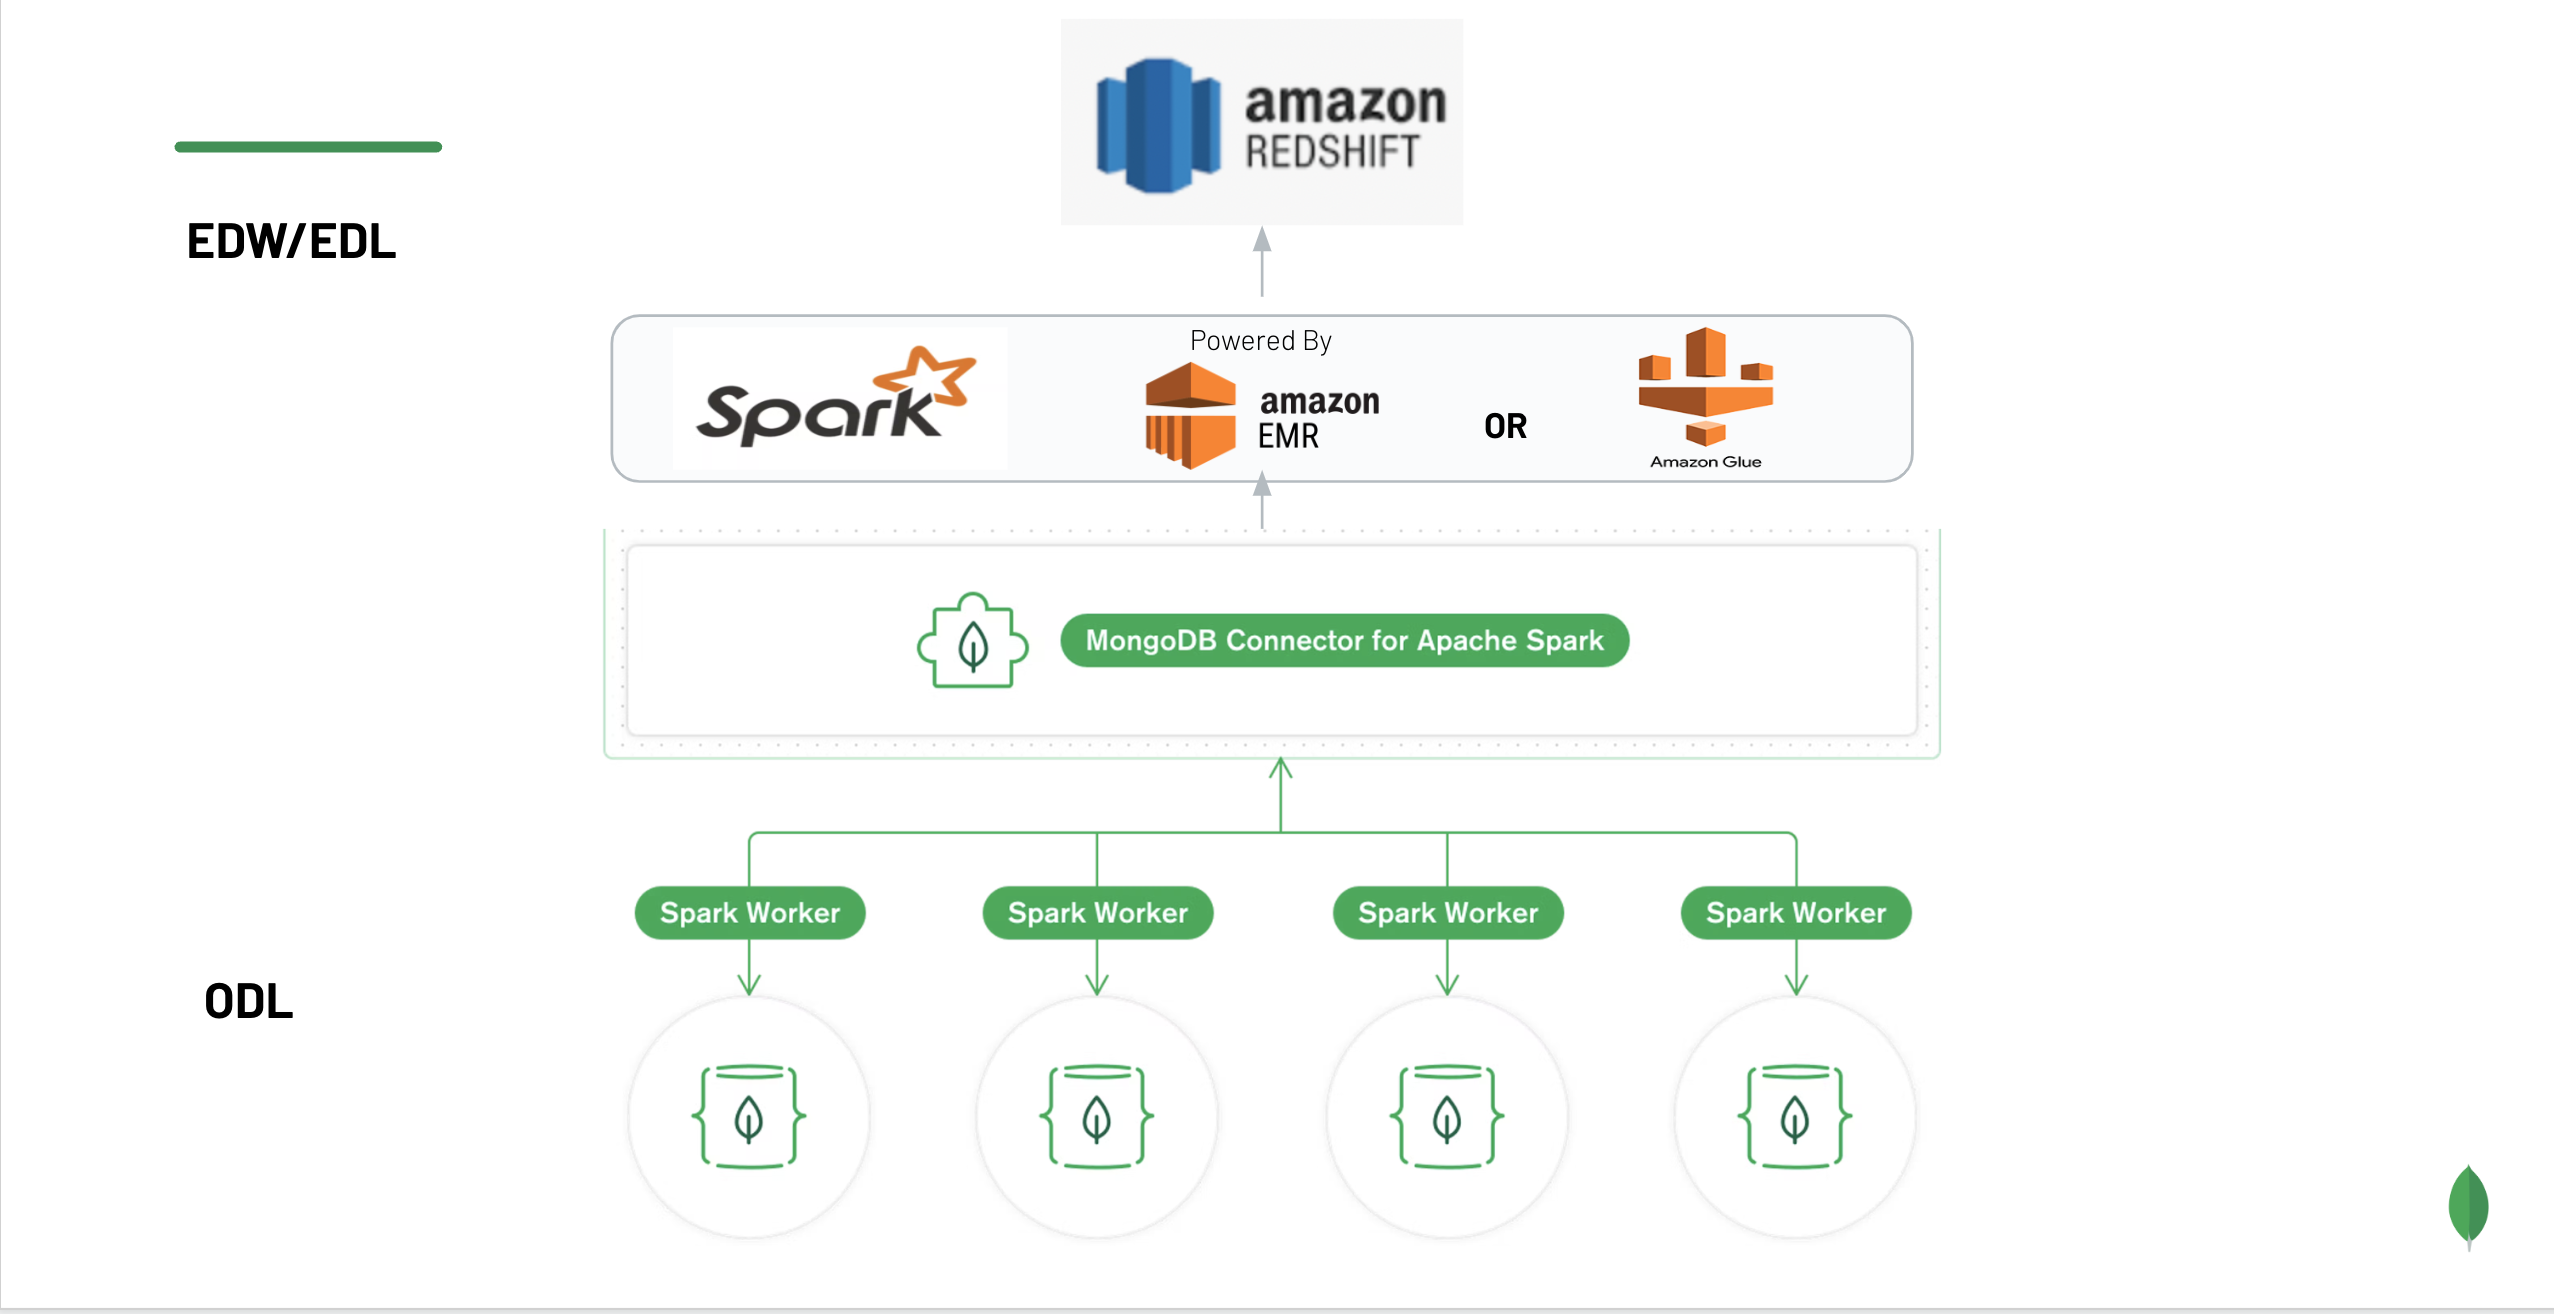 amazon
REDSHIFT
EDW/EDL
Powered By
Spark
amazon
EMR
OR
Amazon Glue
MongoDB Connector for Apache Spark
Spark Worker
Spark Worker
Spark Worker
Spark Worker
ODL